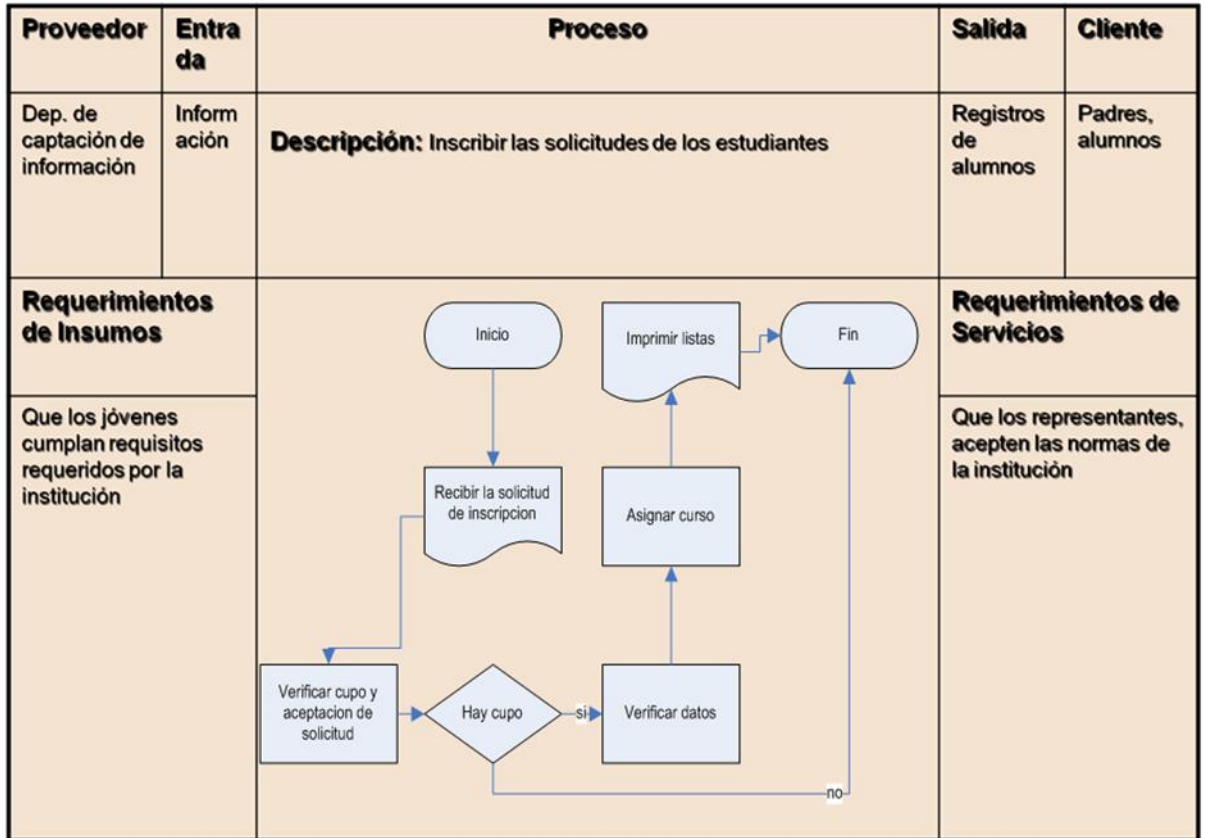 Proveedor
Entra
da
Proceso
Salida
Cliente
Dep. de
captación de
información
Inform
ación
Descripción: Inscribir las solicitudes de los estudiantes
Registros
de
alumnos
Padres,
alumnos
Requerimientos
de Insumos
Que los jóvenes
cumplan requisitos
requeridos por la
institución
Inicio
Recibir la solicitud
de inscripcion
Verificar cupo y
aceptacion de
solicitud
Hay cupo
si
Verificar datos
Asignar curso
Imprimir listas
Fin
no
Requerimientos de
Servicios
Que los representantes,
acepten las normas de
la institución